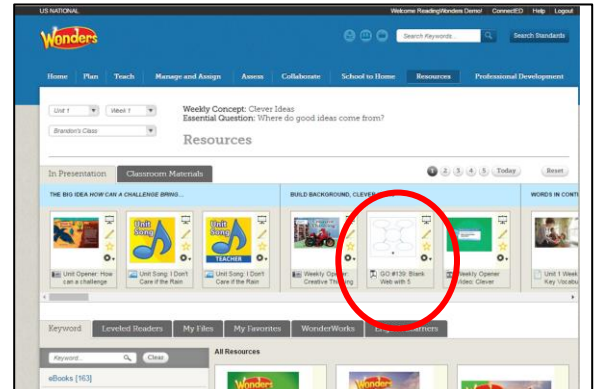 US NATIONAL
Welcome ReadingWonders Demo! ConnectED Help Logout
Wonders
Search Keywords...
Search Standards
Home Plan Teach Manage and Assign Assess Collaborate School to Home Resources Professional Development
Unit 1 Week 1
Weekly Concept: Clever Ideas
Essential Question: Where do good ideas come from?
Brandon's Class
Resources
In Presentation Classroom Materials
1 2 3 4 5 Today Reset
THE BIG IDEA HOW CAN A CHALLENGE BRING...
BUILD BACKGROUND, CLEVER
WORDS IN CONT
Unit Song
Unit Song
TEACHER
Unit Opener: How can a challenge
Unit Song: I Don't Care if the Rain
Unit Song: I Don't Care if the Rain
Weekly Opener: Creative Thinking
GO #139: Blank Web with 5
Weekly Opener Video: Clever
Unit 1 Week
Key Vocabu
Keyword Leveled Readers My Files My Favorites WonderWorks
Keyword... Clear
All Resources
eBooks [163]
Wonders
Wonders